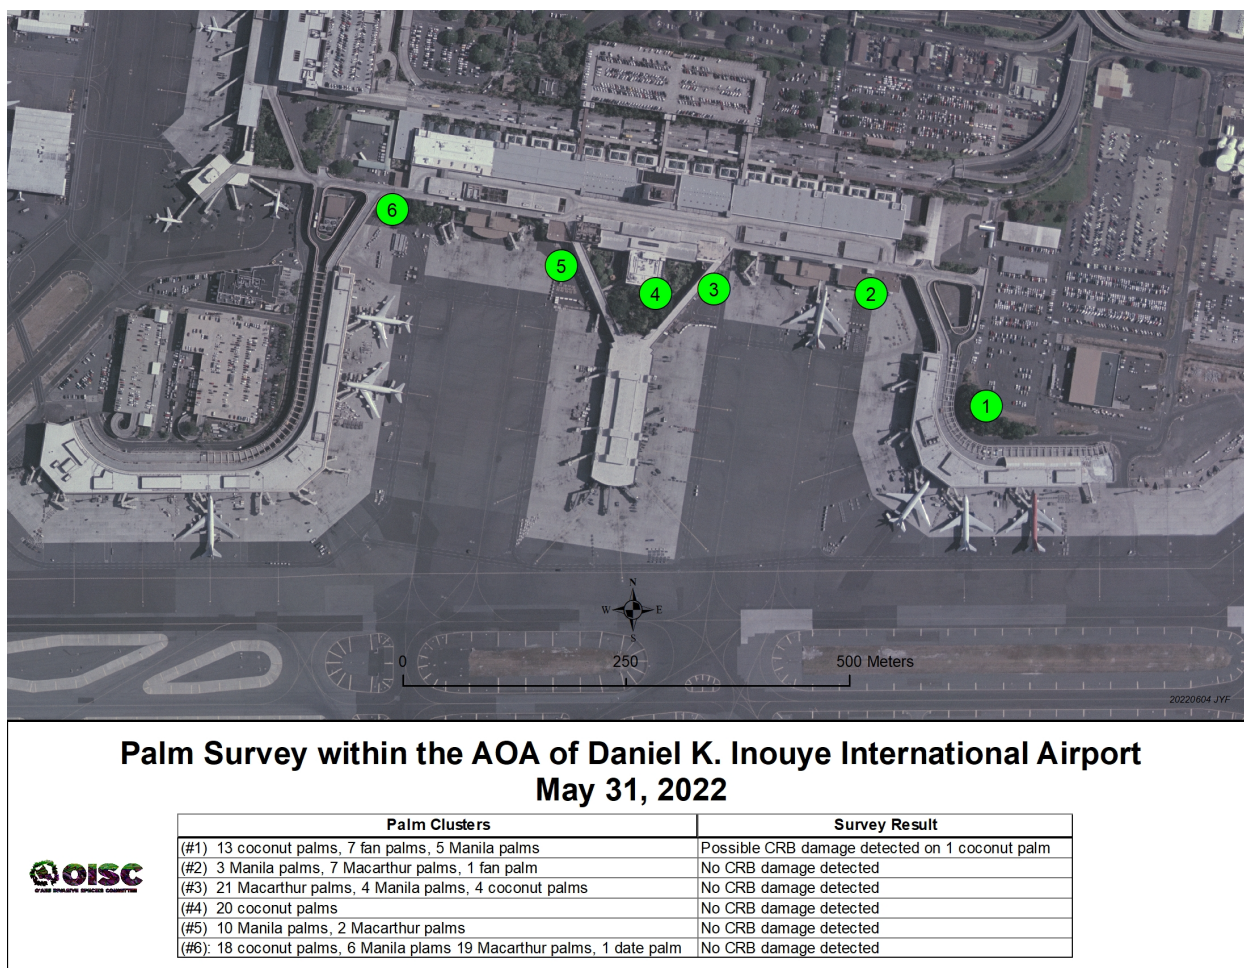 6
5
4
3
2
1
N
W E
S
0 250 500 Meters
20220604 JYF
Palm Survey within the AOA of Daniel K. Inouye International Airport
May 31, 2022
OISC
O'AHU INVASIVE SPECIES COMMITTEE
Palm Clusters Survey Result
(#1) 13 coconut palms, 7 fan palms, 5 Manila palms Possible CRB damage detected on 1 coconut palm
(#2) 3 Manila palms, 7 Macarthur palms, 1 fan palm No CRB damage detected
(#3) 21 Macarthur palms, 4 Manila palms, 4 coconut palms No CRB damage detected
(#4) 20 coconut palms No CRB damage detected
(#5) 10 Manila palms, 2 Macarthur palms No CRB damage detected
(#6): 18 coconut palms, 6 Manila plams 19 Macarthur palms, 1 date palm No CRB damage detected